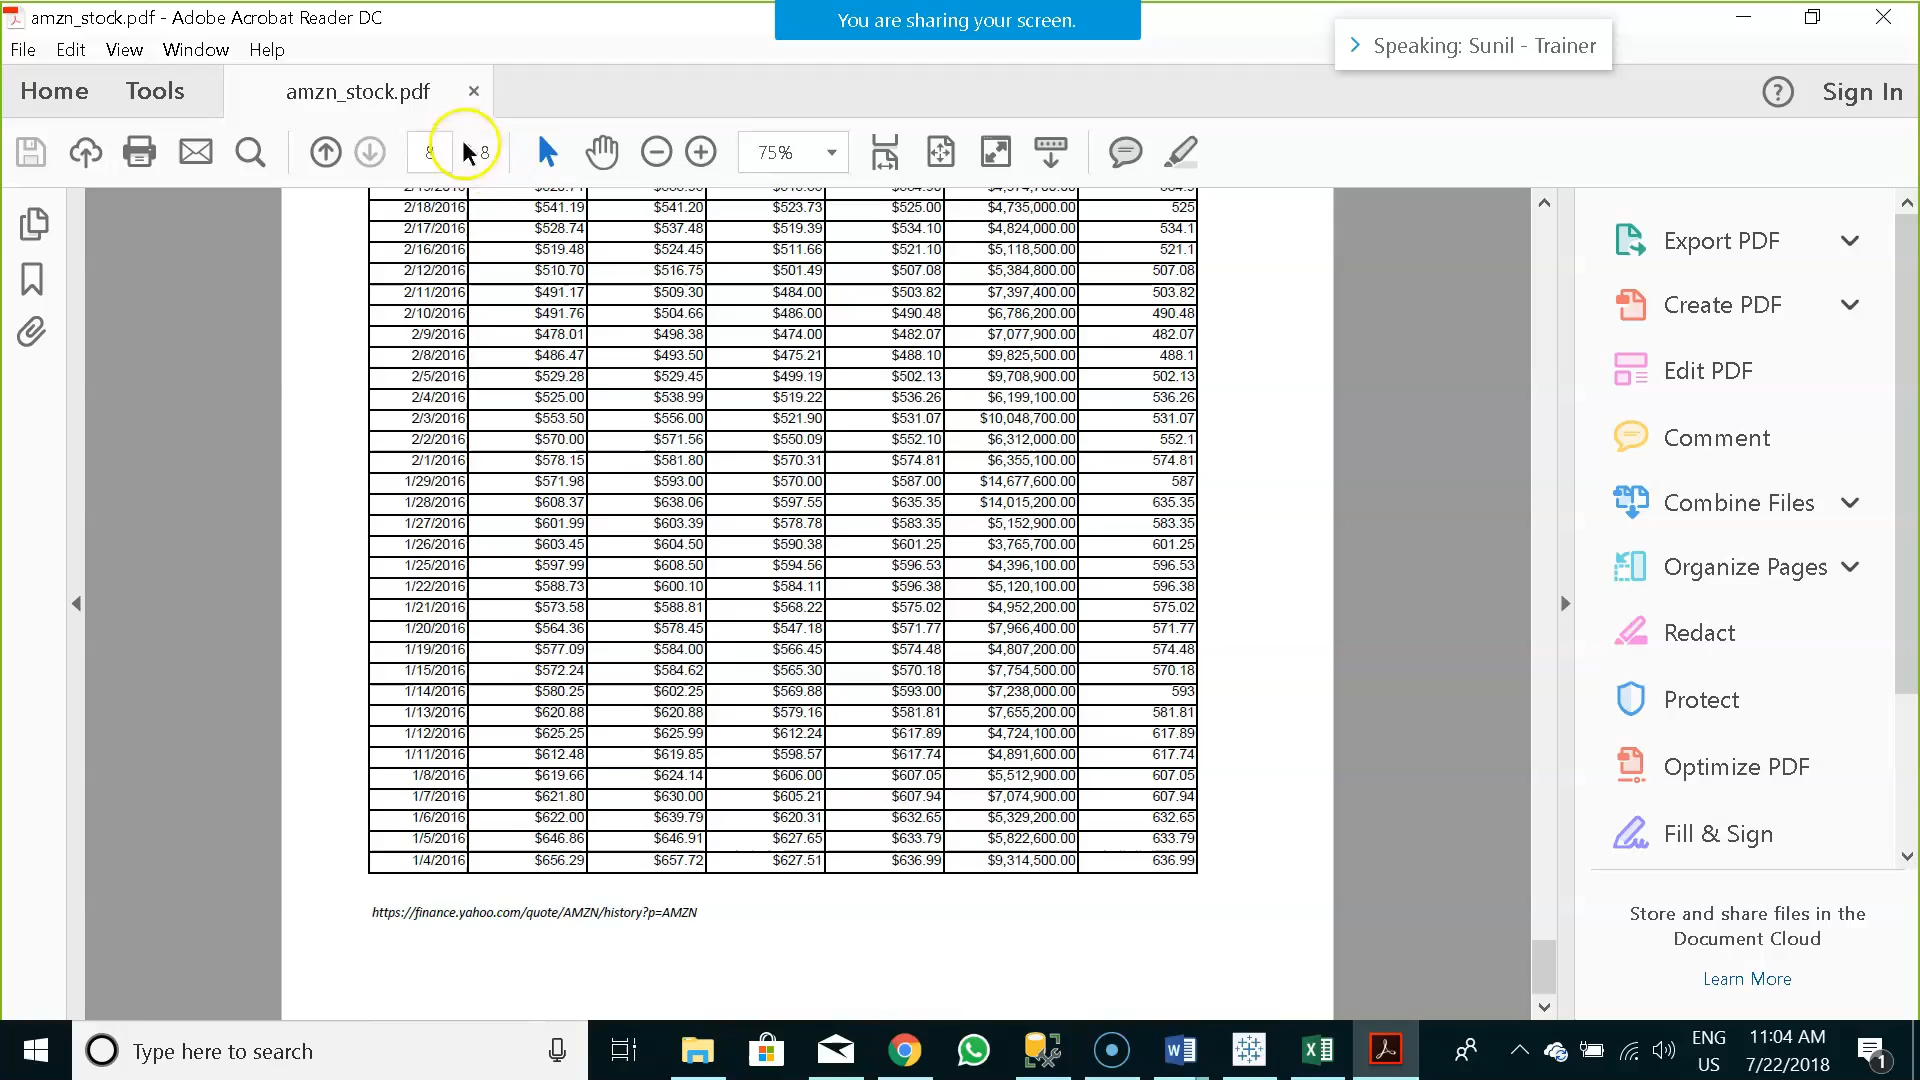 amzn_stock.pdf - Adobe Acrobat Reader DC
You are sharing your screen.
Speaking: Sunil - Trainer
File Edit View Window Help
Home Tools amzn_stock.pdf Sign In
8 8 75%
2/18/2016 $541.19 $541.20 $523.73 $525.00 $4,735,000.00 525
2/17/2016 $528.74 $537.48 $519.39 $534.10 $4,824,000.00 534.1
2/16/2016 $519.48 $524.45 $511.66 $521.10 $5,118,500.00 521.1
2/12/2016 $510.70 $516.75 $501.49 $507.08 $5,384,800.00 507.08
2/11/2016 $491.17 $509.30 $484.00 $503.82 $7,397,400.00 503.82
2/10/2016 $491.76 $504.66 $486.00 $490.48 $6,786,200.00 490.48
2/9/2016 $478.01 $498.38 $474.00 $482.07 $7,077,900.00 482.07
2/8/2016 $486.47 $493.50 $475.21 $488.10 $9,825,500.00 488.1
2/5/2016 $529.28 $529.45 $499.19 $502.13 $9,708,900.00 502.13
2/4/2016 $525.00 $538.99 $519.22 $536.26 $6,199,100.00 536.26
2/3/2016 $553.50 $556.00 $521.90 $531.07 $10,048,700.00 531.07
2/2/2016 $570.00 $571.56 $550.09 $552.10 $6,312,000.00 552.1
2/1/2016 $578.15 $581.80 $570.31 $574.81 $6,355,100.00 574.81
1/29/2016 $571.98 $593.00 $570.00 $587.00 $14,677,600.00 587
1/28/2016 $608.37 $638.06 $597.55 $635.35 $14,015,200.00 635.35
1/27/2016 $601.99 $603.39 $578.78 $583.35 $5,152,900.00 583.35
1/26/2016 $603.45 $604.50 $590.38 $601.25 $3,765,700.00 601.25
1/25/2016 $597.99 $608.50 $594.56 $596.53 $4,396,100.00 596.53
1/22/2016 $588.73 $600.10 $584.11 $596.38 $5,120,100.00 596.38
1/21/2016 $573.58 $588.81 $568.22 $575.02 $4,952,200.00 575.02
1/20/2016 $564.36 $578.45 $547.18 $571.77 $7,966,400.00 571.77
1/19/2016 $577.09 $584.00 $566.45 $574.48 $4,807,200.00 574.48
1/15/2016 $572.24 $584.62 $565.30 $570.18 $7,754,500.00 570.18
1/14/2016 $580.25 $602.25 $569.88 $593.00 $7,238,000.00 593
1/13/2016 $620.88 $620.88 $579.16 $581.81 $7,655,200.00 581.81
1/12/2016 $625.25 $625.99 $612.24 $617.89 $4,724,100.00 617.89
1/11/2016 $612.48 $619.85 $598.57 $617.74 $4,891,600.00 617.74
1/8/2016 $619.66 $624.14 $606.00 $607.05 $5,512,900.00 607.05
1/7/2016 $621.80 $630.00 $605.21 $607.94 $7,074,900.00 607.94
1/6/2016 $622.00 $639.79 $620.31 $632.65 $5,329,200.00 632.65
1/5/2016 $646.86 $646.91 $627.65 $633.79 $5,822,600.00 633.79
1/4/2016 $656.29 $657.72 $627.51 $636.99 $9,314,500.00 636.99
https://finance.yahoo.com/quote/AMZN/history?p=AMZN
Export PDF
Create PDF
Edit PDF
Comment
Combine Files
Organize Pages
Redact
Protect
Optimize PDF
Fill & Sign
Store and share files in the
Document Cloud
Learn More
Type here to search
ENG
US
11:04 AM
7/22/2018
1